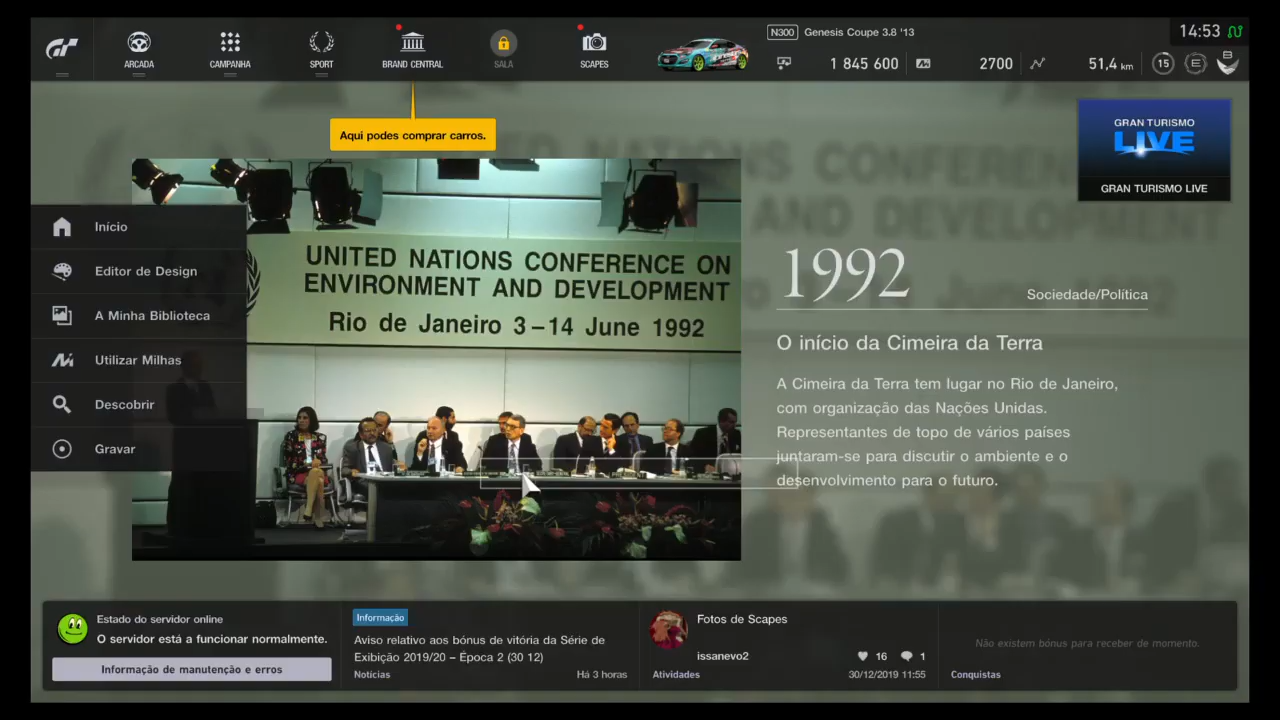 N300 Genesis Coupe 3.8 '13
14:53
ARCADA
CAMPANHA
SPORT
BRAND CENTRAL
SALA
SCAPES
1 845 600
2700
51,4 km
15
E
B
Aqui podes comprar carros.
GRAN TURISMO
LIVE
GRAN TURISMO LIVE
Início
Editor de Design
A Minha Biblioteca
Utilizar Milhas
Descobrir
Gravar
UNITED NATIONS CONFERENCE ON
ENVIRONMENT AND DEVELOPMENT
Rio de Janeiro 3–14 June 1992
1992
Sociedade/Política
O início da Cimeira da Terra
A Cimeira da Terra tem lugar no Rio de Janeiro,
com organização das Nações Unidas.
Representantes de topo de vários países
juntaram-se para discutir o ambiente e o
desenvolvimento para o futuro.
Estado do servidor online
O servidor está a funcionar normalmente.
Informação de manutenção e erros
Informação
Aviso relativo aos bónus de vitória da Série de
Exibição 2019/20 – Época 2 (30 12)
Notícias
Há 3 horas
Fotos de Scapes
issanevo2
16
1
Atividades
30/12/2019 11:55
Não existem bónus para receber de momento.
Conquistas